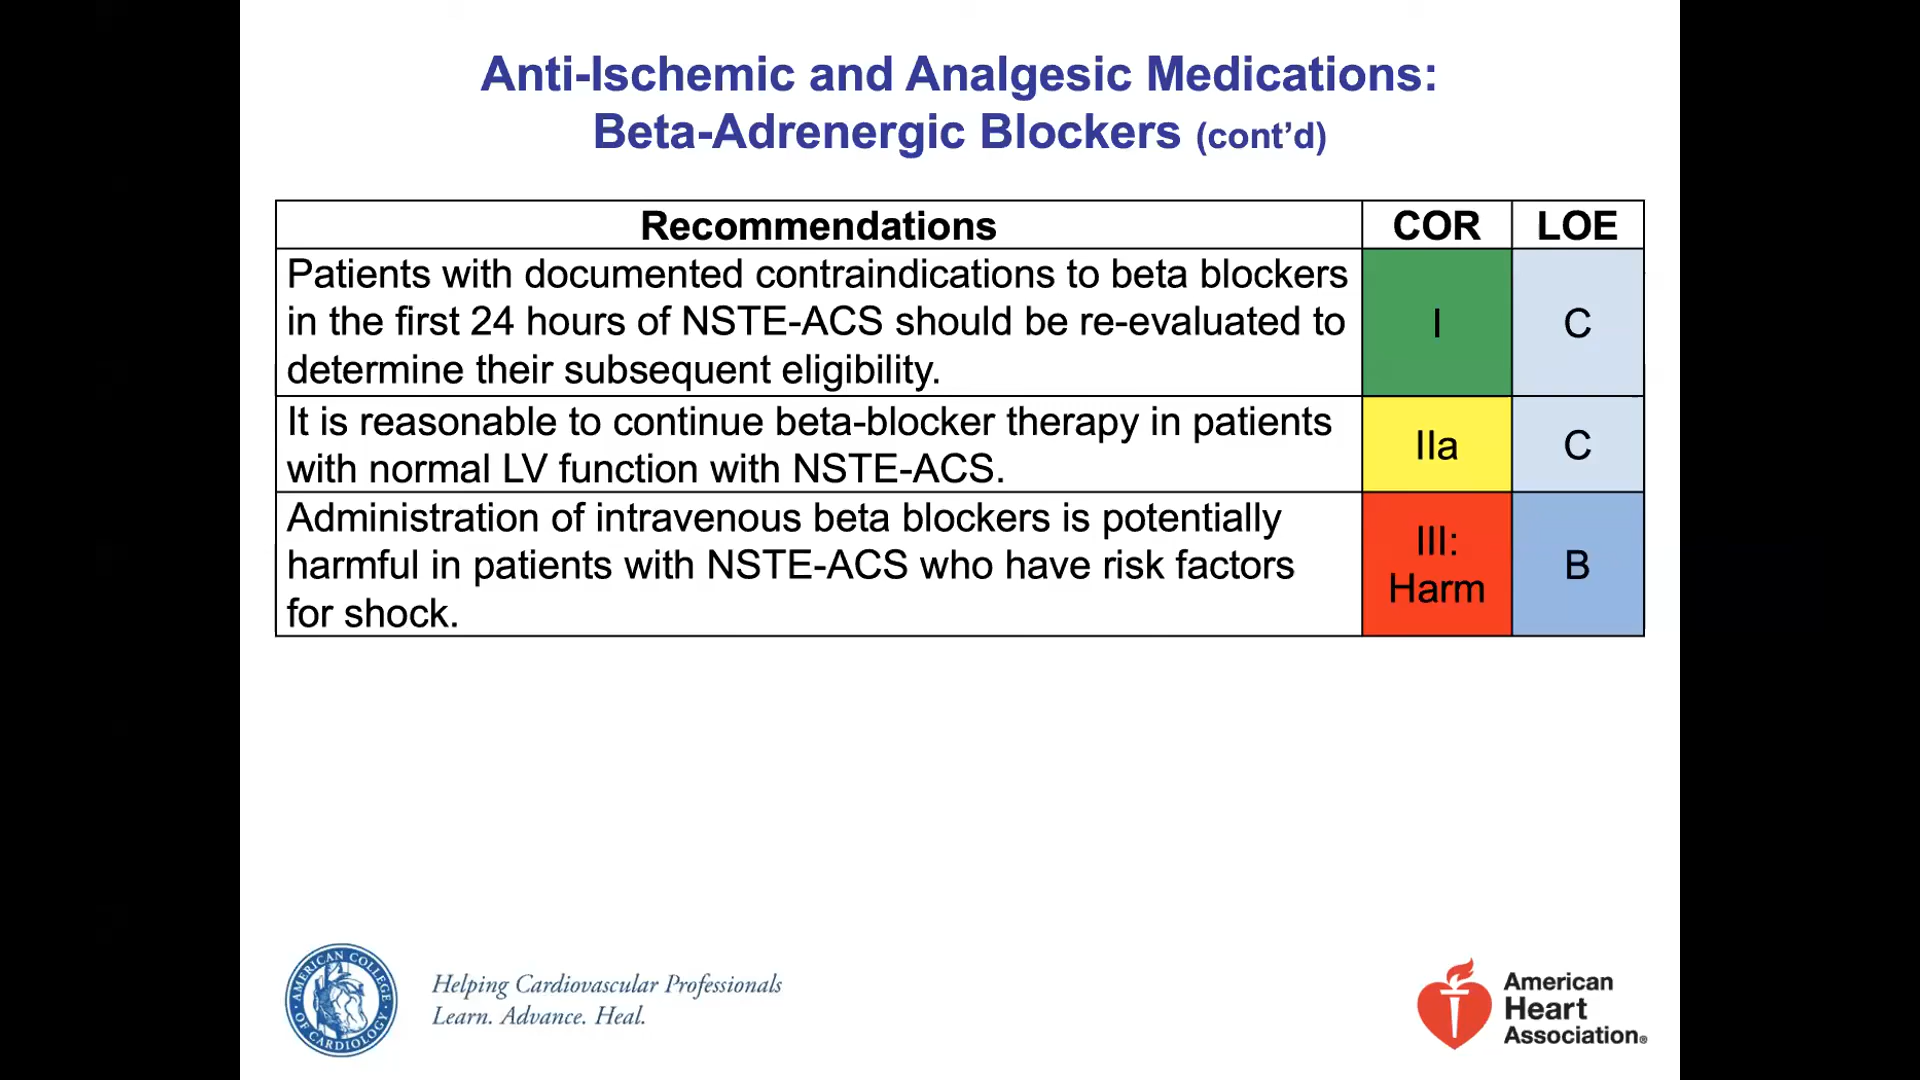 Anti-Ischemic and Analgesic Medications:
Beta-Adrenergic Blockers (cont’d)
Recommendations COR LOE
Patients with documented contraindications to beta blockers
in the first 24 hours of NSTE-ACS should be re-evaluated to
determine their subsequent eligibility.
I
C
It is reasonable to continue beta-blocker therapy in patients
with normal LV function with NSTE-ACS.
IIa
C
Administration of intravenous beta blockers is potentially
harmful in patients with NSTE-ACS who have risk factors
for shock.
III:
Harm
B
AMERICAN COLLEGE
OF CARDIOLOGY
Helping Cardiovascular Professionals
Learn. Advance. Heal.
American
Heart
Association®